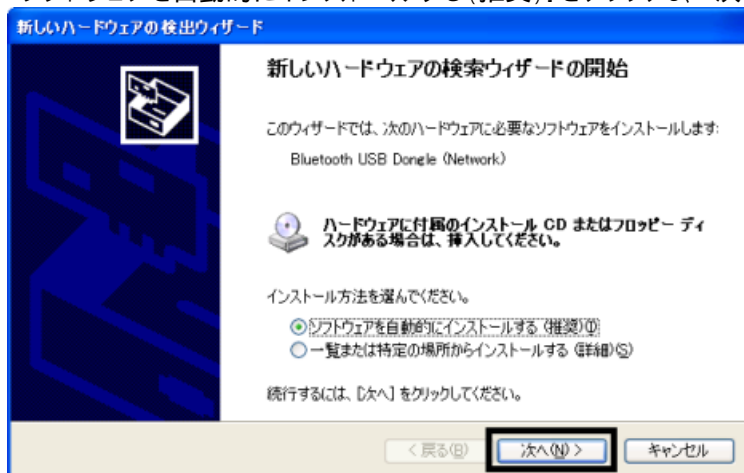 新しいハードウェアの検出ウィザード
新しいハードウェアの検索ウィザードの開始
このウィザードでは、次のハードウェアに必要なソフトウェアをインストールします:
Bluetooth USB Dongle (Network)
ハードウェアに付属のインストール CD またはフロッピー ディ
スクがある場合は、挿入してください。
インストール方法を選んでください。
ソフトウェアを自動的にインストールする (推奨)(I)
一覧または特定の場所からインストールする (詳細)(S)
続行するには、[次へ] をクリックしてください。
< 戻る(B)
次へ(N) >
キャンセル